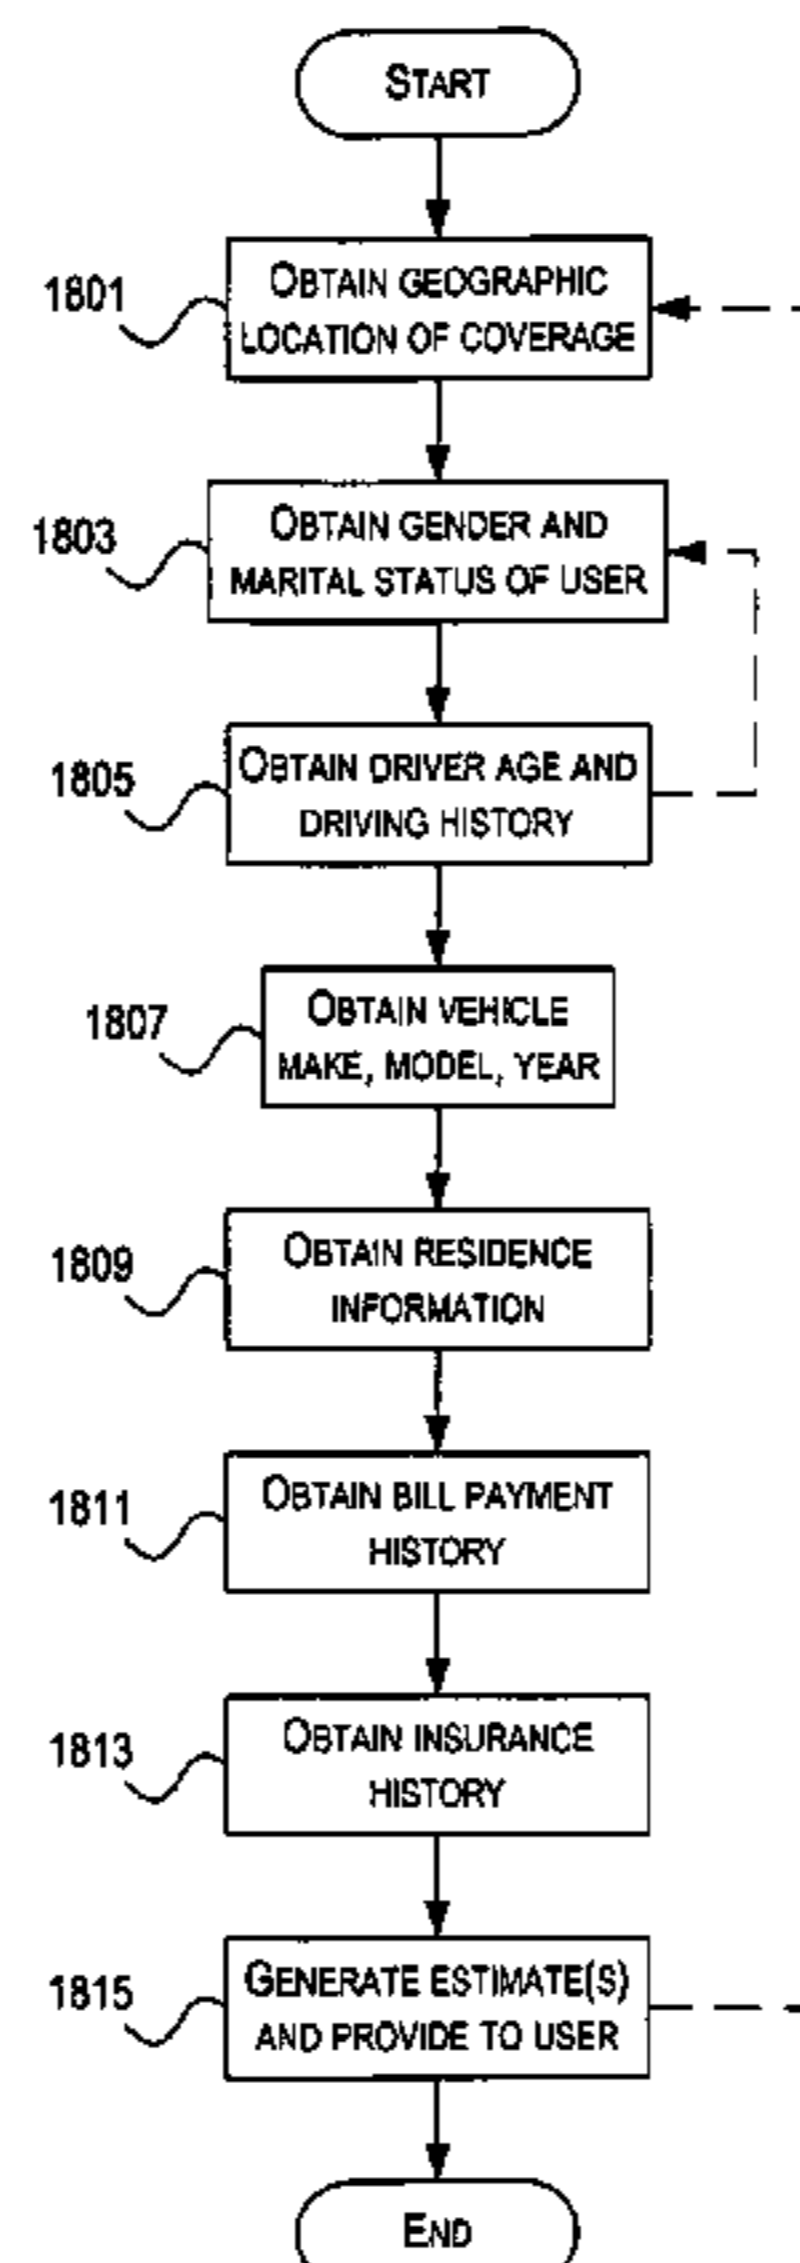 START
1801
OBTAIN GEOGRAPHIC
LOCATION OF COVERAGE
1803
OBTAIN GENDER AND
MARITAL STATUS OF USER
1805
OBTAIN DRIVER AGE AND
DRIVING HISTORY
1807
OBTAIN VEHICLE
MAKE, MODEL, YEAR
1809
OBTAIN RESIDENCE
INFORMATION
1811
OBTAIN BILL PAYMENT
HISTORY
1813
OBTAIN INSURANCE
HISTORY
1815
GENERATE ESTIMATE(S)
AND PROVIDE TO USER
END